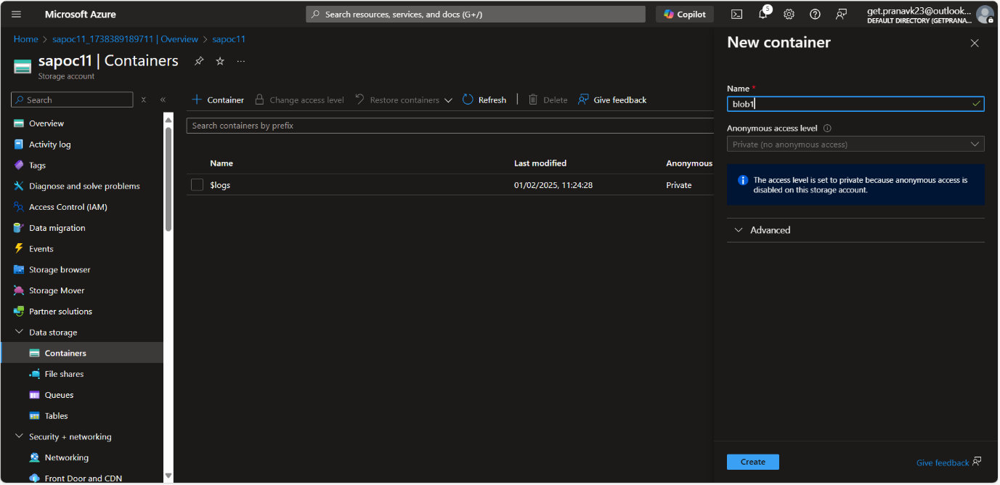 Microsoft Azure
Search resources, services, and docs (G+/)
Copilot
5
get.pranavk23@outlook...
DEFAULT DIRECTORY (GETPRANA...
Home > sapoc11_1738389189711 | Overview > sapoc11
sapoc11 | Containers
Storage account
Search
Overview
Activity log
Tags
Diagnose and solve problems
Access Control (IAM)
Data migration
Events
Storage browser
Storage Mover
Partner solutions
Data storage
Containers
File shares
Queues
Tables
Security + networking
Networking
Front Door and CDN
Container
Change access level
Restore containers
Refresh
Delete
Give feedback
Search containers by prefix
Name Last modified Anonymous
$logs 01/02/2025, 11:24:28 Private
New container
Name *
blob1
Anonymous access level
Private (no anonymous access)
The access level is set to private because anonymous access is
disabled on this storage account.
Advanced
Create
Give feedback